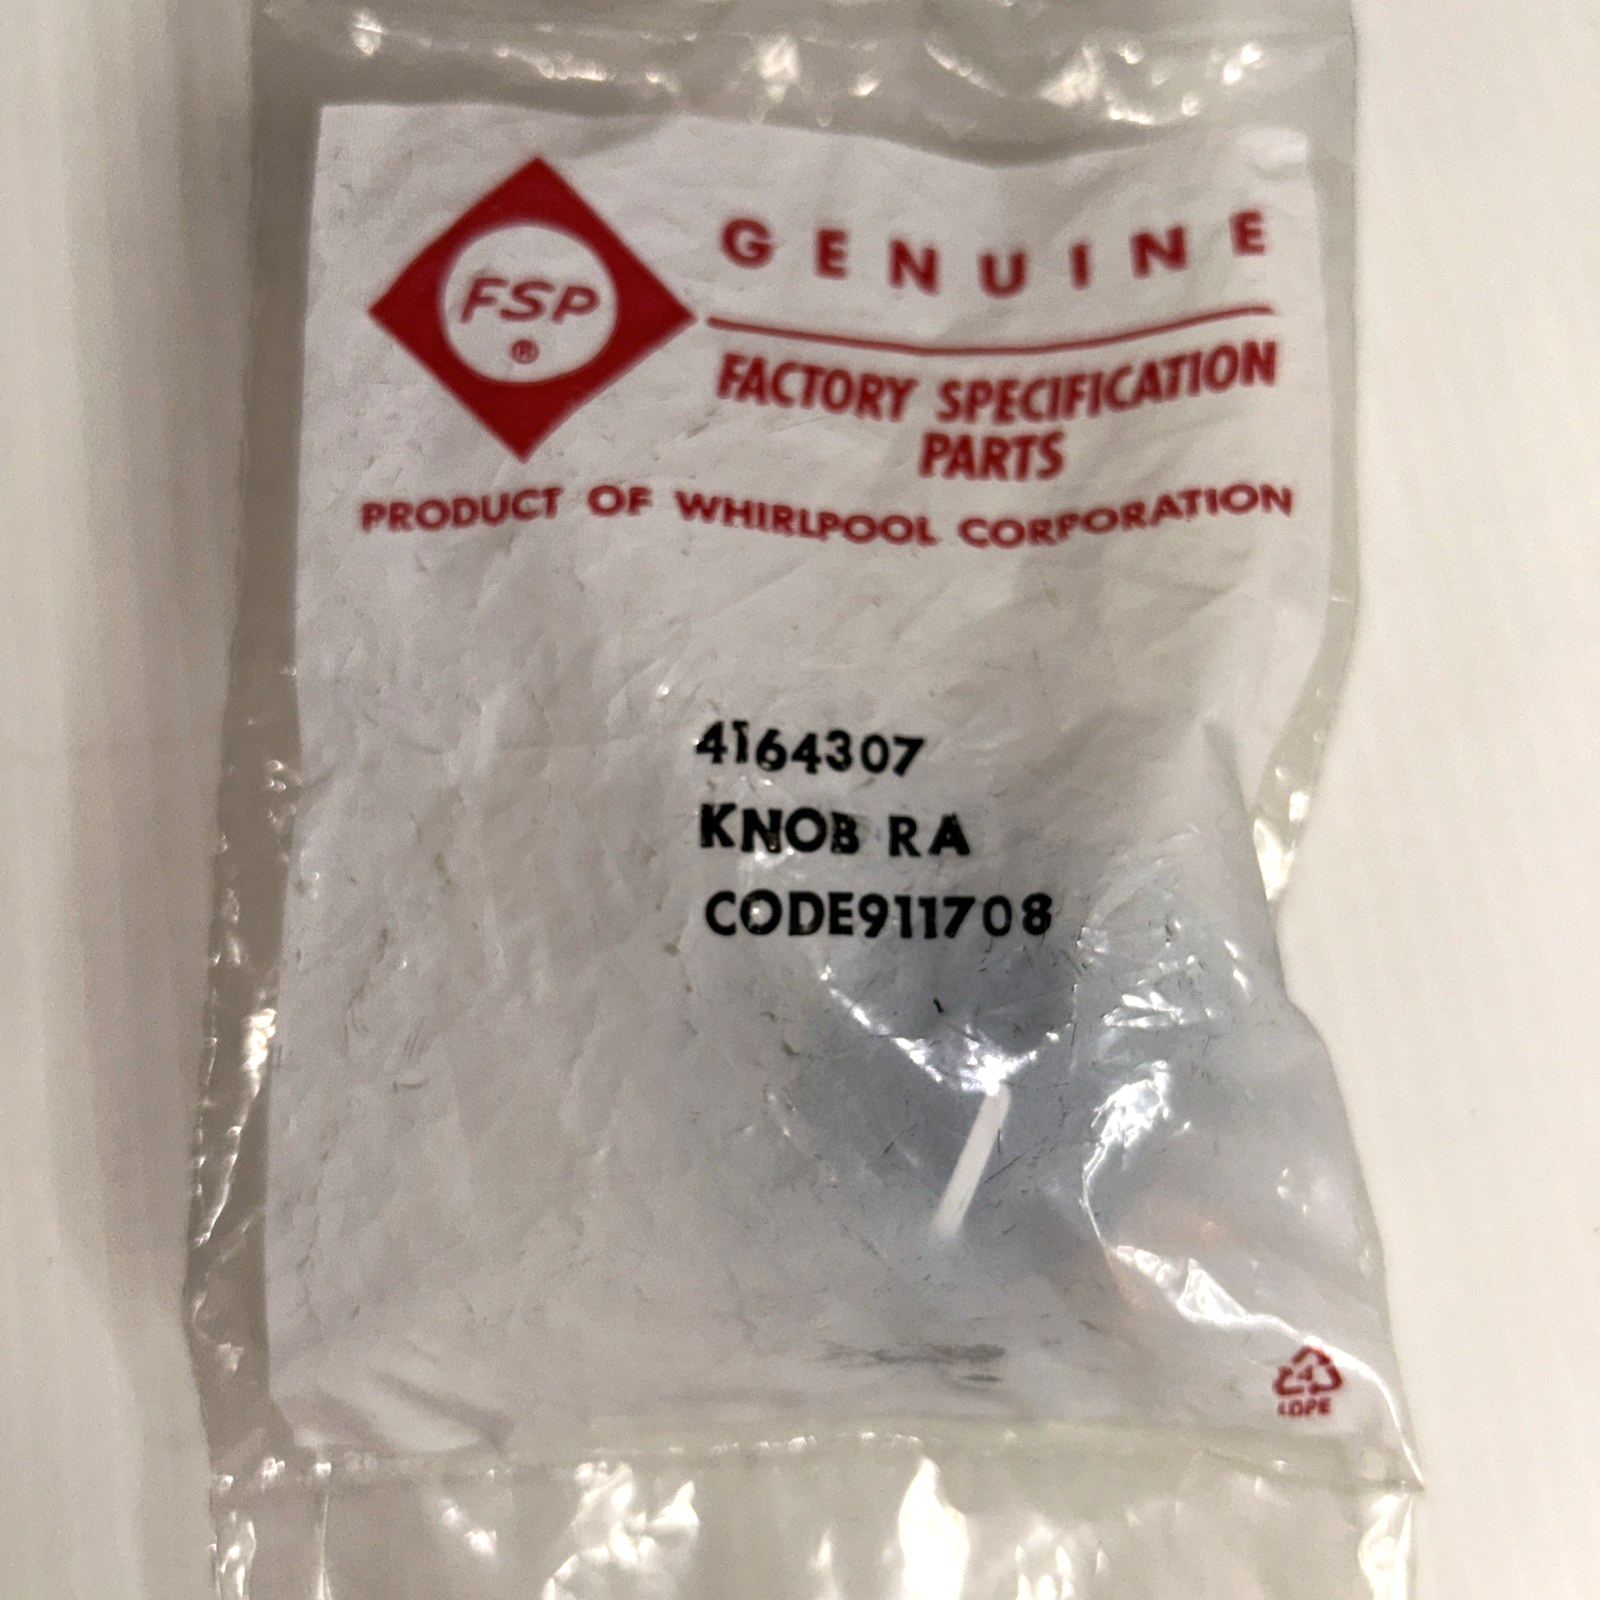 FSP
®
GENUINE
FACTORY SPECIFICATION
PARTS
PRODUCT OF WHIRLPOOL CORPORATION
4164307
KNOB RA
CODE911708
4
LDPE